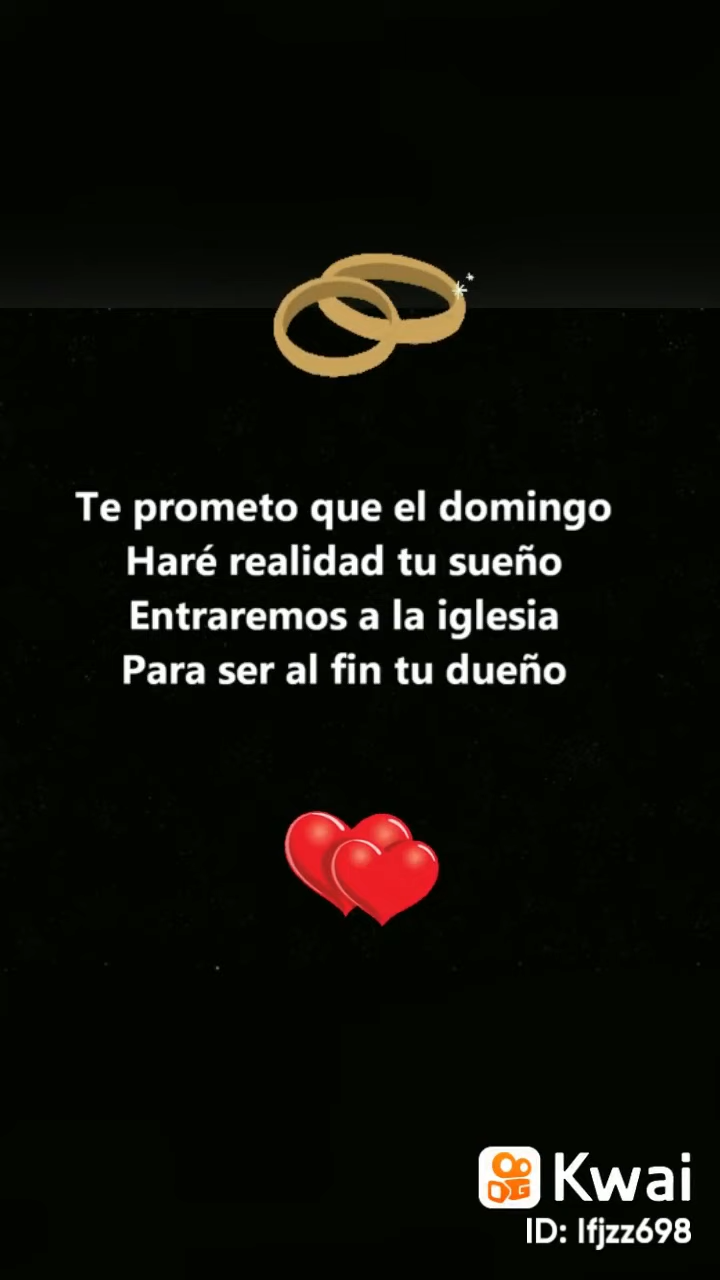 Te prometo que el domingo
Haré realidad tu sueño
Entraremos a la iglesia
Para ser al fin tu dueño
Kwai
ID: lfjzz698